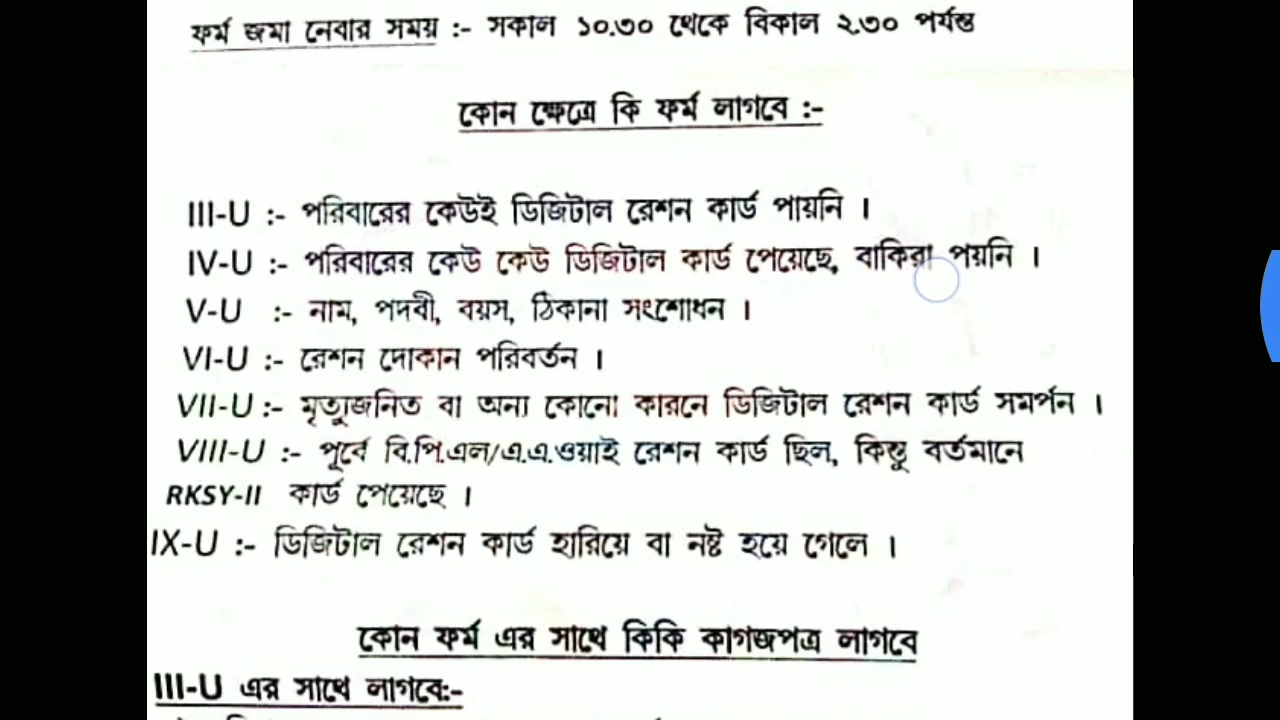 ফর্ম জমা নেবার সময় :- সকাল ১০.৩০ থেকে বিকাল ২.৩০ পর্যন্ত
কোন ক্ষেত্রে কি ফর্ম লাগবে :-
III-U :- পরিবারের কেউই ডিজিটাল রেশন কার্ড পায়নি ।
IV-U :- পরিবারের কেউ কেউ ডিজিটাল কার্ড পেয়েছে, বাকিরা পয়নি ।
V-U :- নাম, পদবী, বয়স, ঠিকানা সংশোধন ।
VI-U :- রেশন দোকান পরিবর্তন ।
VII-U :- মৃত্যুজনিত বা অন্য কোনো কারনে ডিজিটাল রেশন কার্ড সমর্পন ।
VIII-U :- পূর্বে বি.পি.এল/এ.এ.ওয়াই রেশন কার্ড ছিল, কিন্তু বর্তমানে
RKSY-II কার্ড পেয়েছে ।
IX-U :- ডিজিটাল রেশন কার্ড হারিয়ে বা নষ্ট হয়ে গেলে ।
কোন ফর্ম এর সাথে কিকি কাগজপত্র লাগবে
III-U এর সাথে লাগবে:-